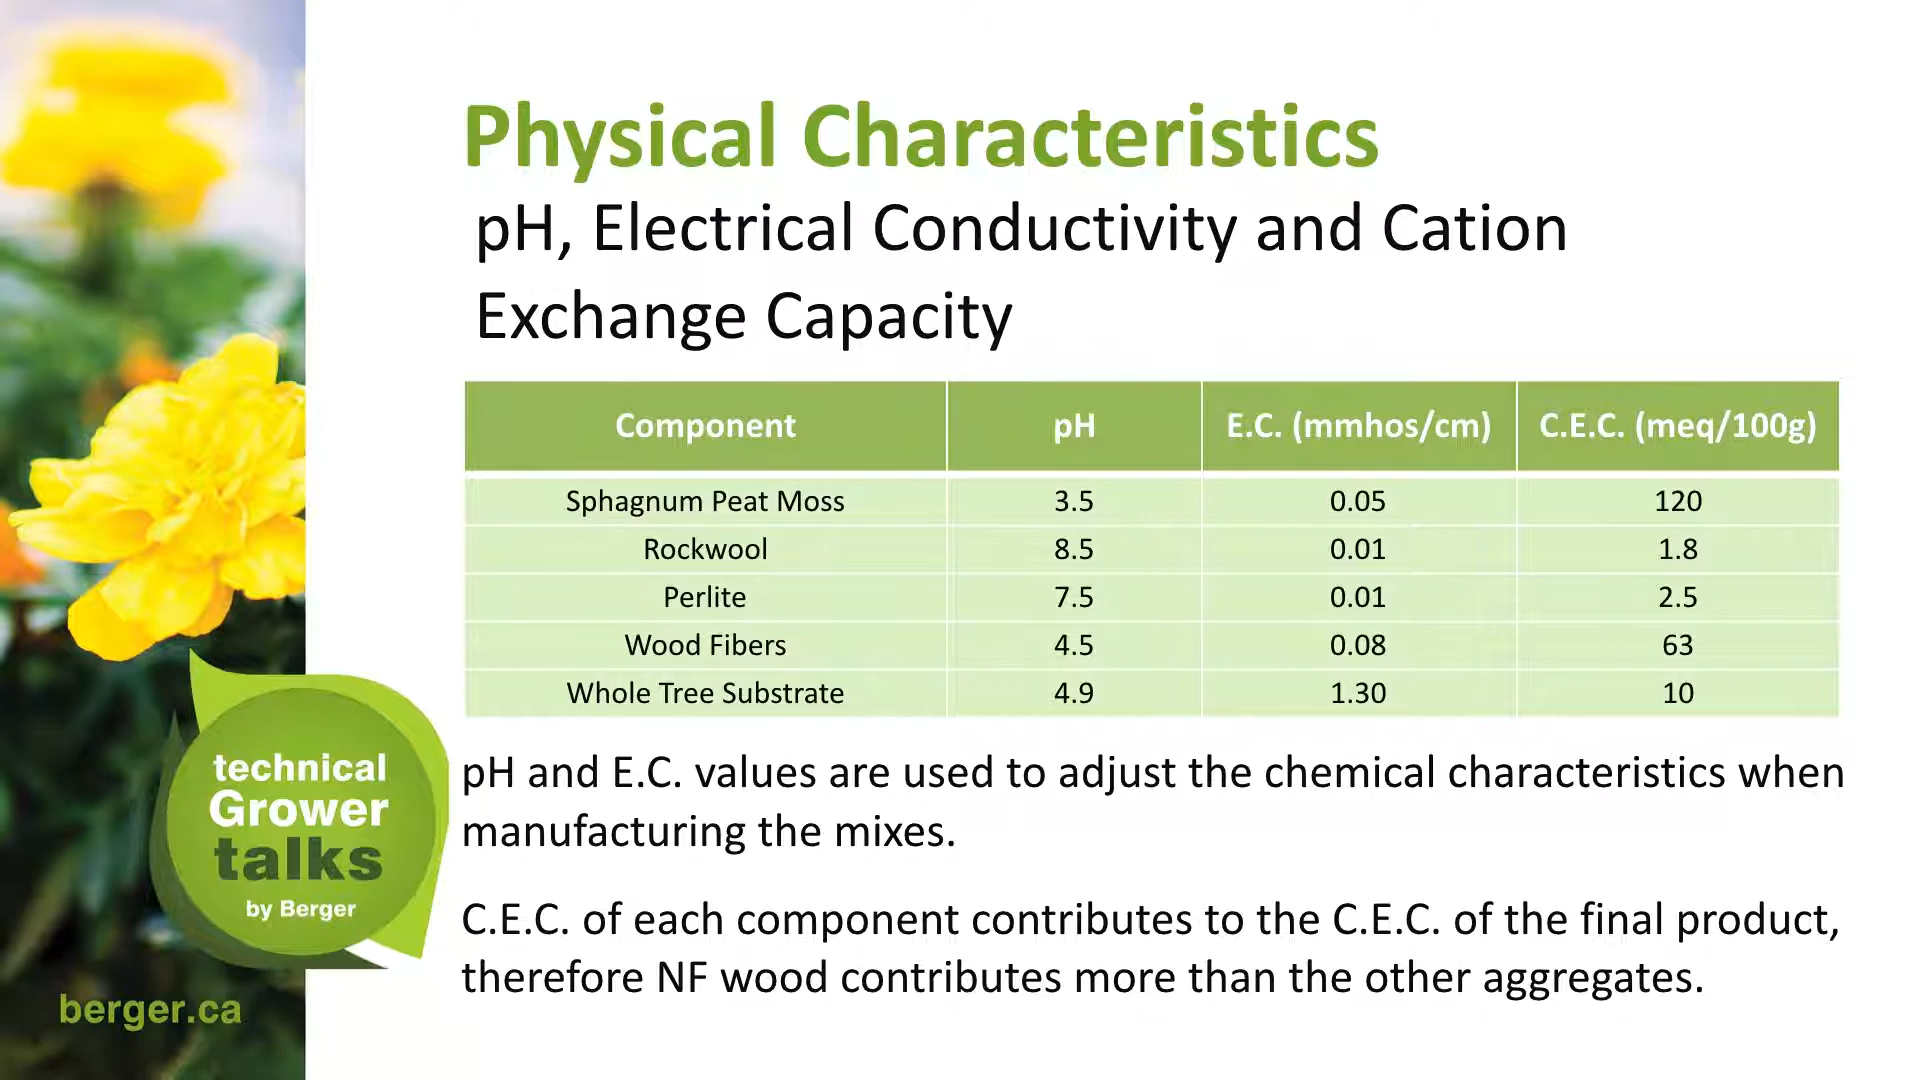 Physical Characteristics
pH, Electrical Conductivity and Cation
Exchange Capacity
Component pH E.C. (mmhos/cm) C.E.C. (meq/100g)
Sphagnum Peat Moss 3.5 0.05 120
Rockwool 8.5 0.01 1.8
Perlite 7.5 0.01 2.5
Wood Fibers 4.5 0.08 63
Whole Tree Substrate 4.9 1.30 10
pH and E.C. values are used to adjust the chemical characteristics when
manufacturing the mixes.
C.E.C. of each component contributes to the C.E.C. of the final product,
therefore NF wood contributes more than the other aggregates.
technical
Grower
talks
by Berger
berger.ca